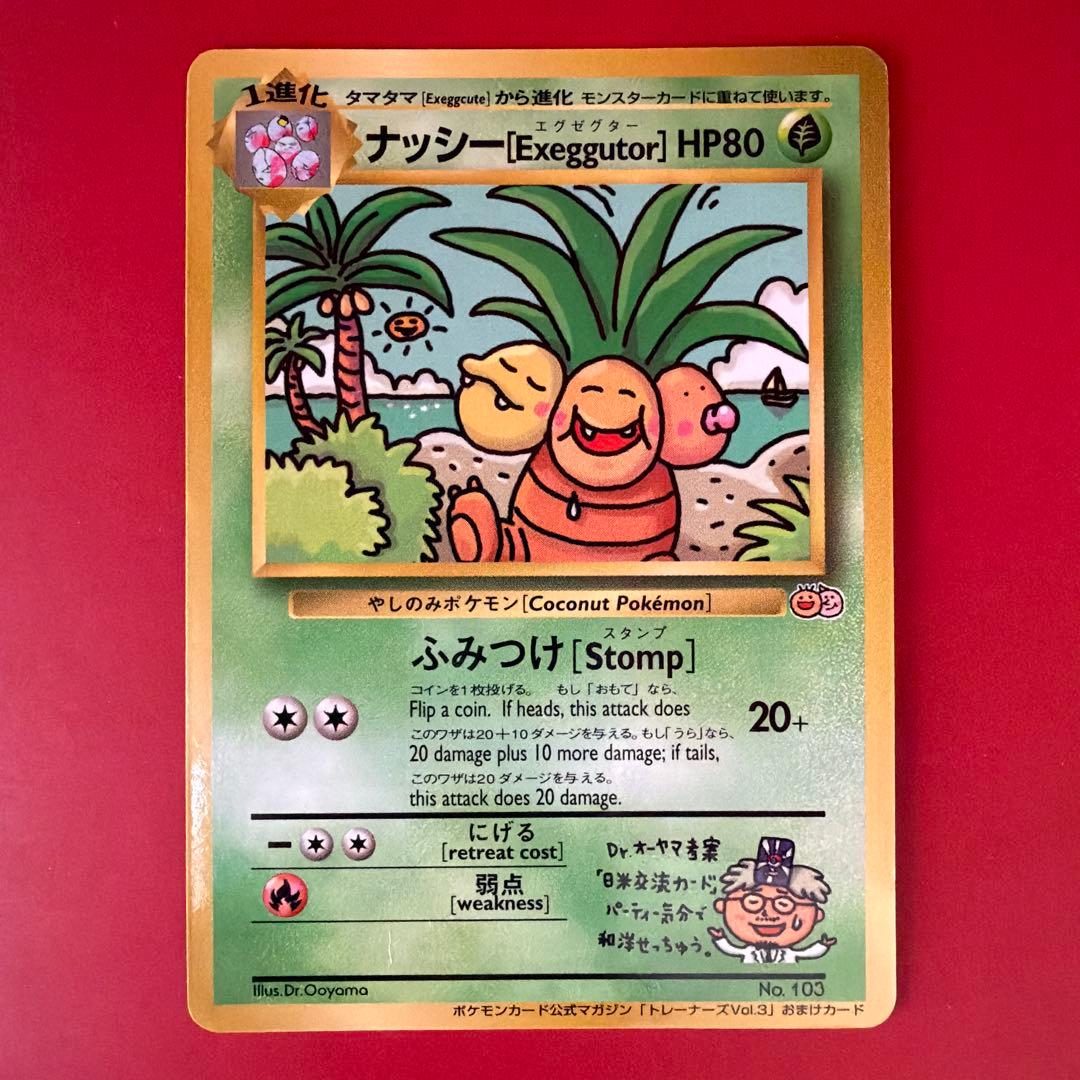 1進化
タマタマ[Exeggcute]から進化 モンスターカードに重ねて使います。
エグゼグター
ナッシー[Exeggutor] HP80
やしのみポケモン[Coconut Pokémon]
スタンプ
ふみつけ[Stomp]
コインを1枚投げる。 もし「おもて」なら、
Flip a coin. If heads, this attack does
このワザは20+10ダメージを与える。もし「うら」なら、
20 damage plus 10 more damage; if tails,
このワザは20ダメージを与える。
this attack does 20 damage.
20+
にげる
[retreat cost]
弱点
[weakness]
Dr.オーヤマ考案
「日米交流カード」
パーティー気分で
和洋せっちゅう。
Illus.Dr.Ooyama
No. 103
ポケモンカード公式マガジン「トレーナーズVol.3」おまけカード